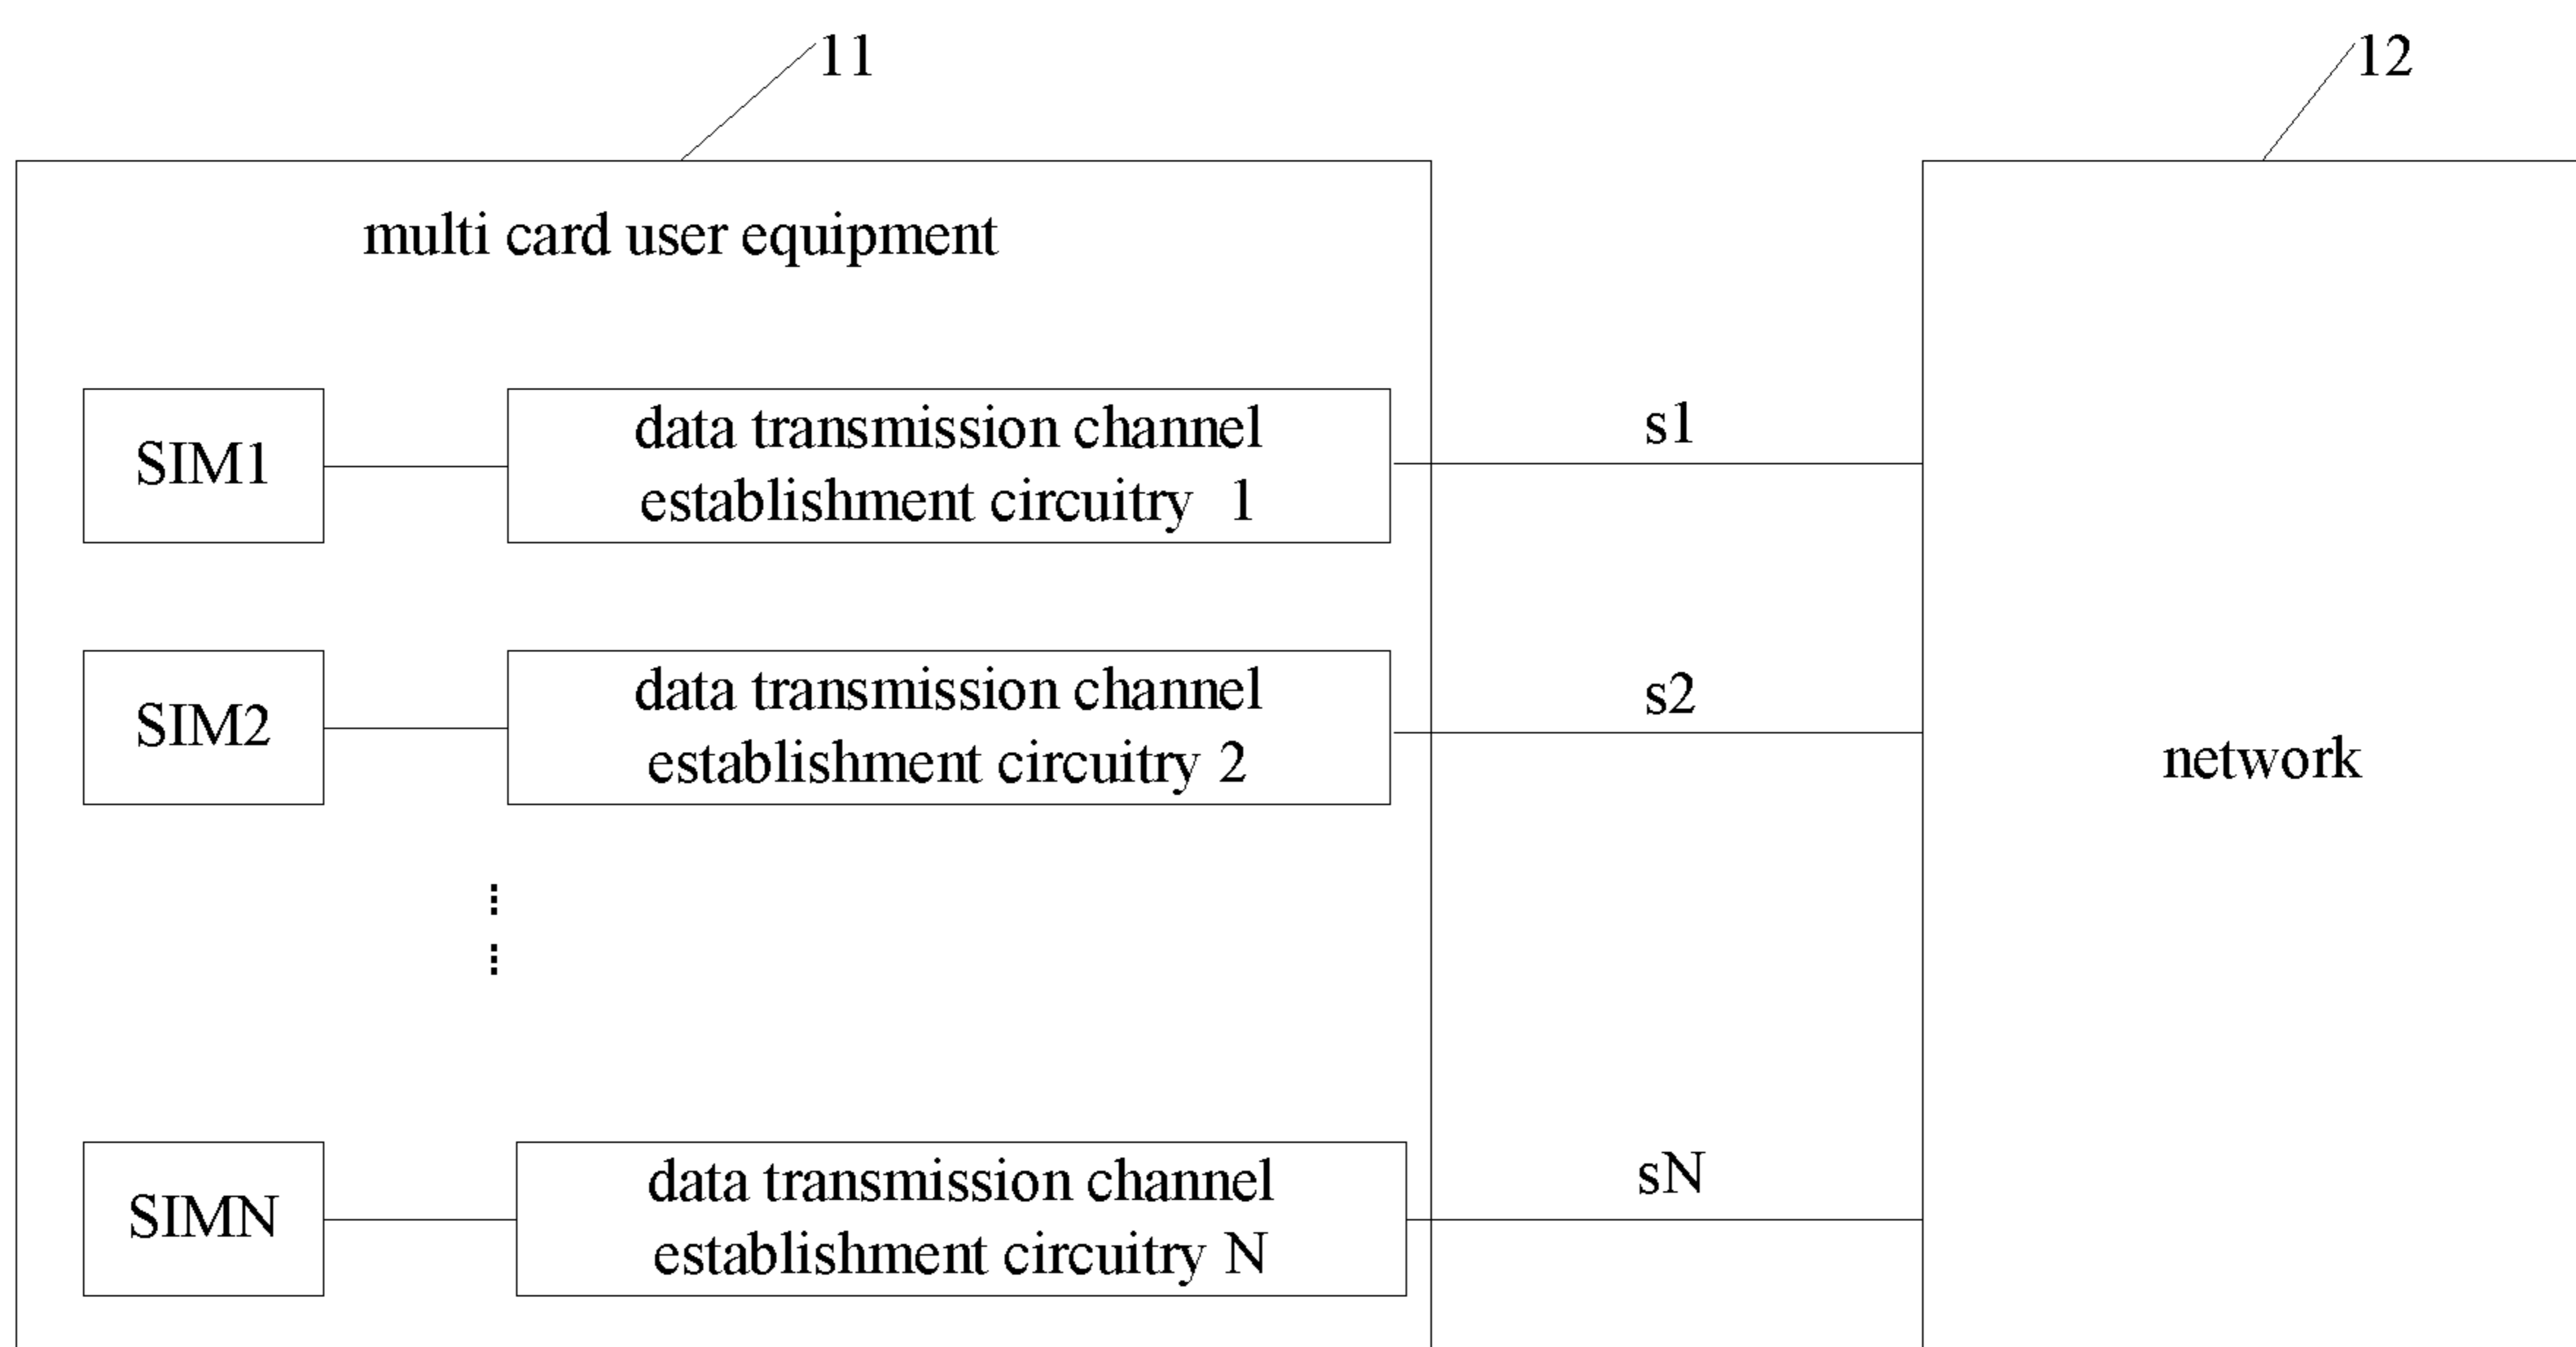 11
12
multi card user equipment
SIM1
data transmission channel
establishment circuitry 1
s1
SIM2
data transmission channel
establishment circuitry 2
s2
network
SIMN
data transmission channel
establishment circuitry N
sN